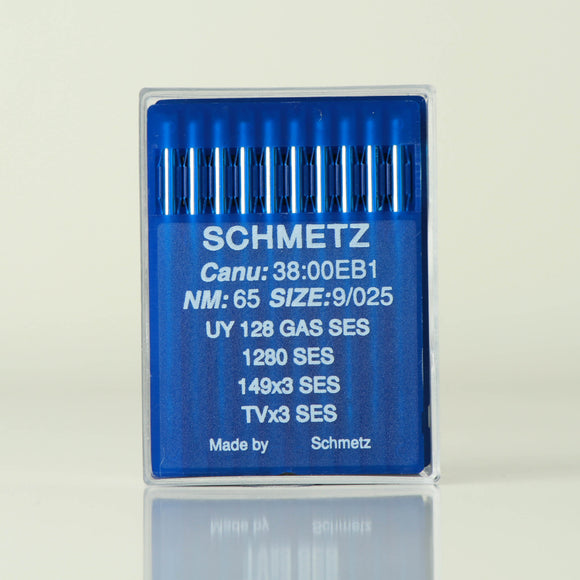 SCHMETZ
Canu: 38:00EB1
NM: 65 SIZE:9/025
UY 128 GAS SES
1280 SES
149x3 SES
TVx3 SES
Made by Schmetz